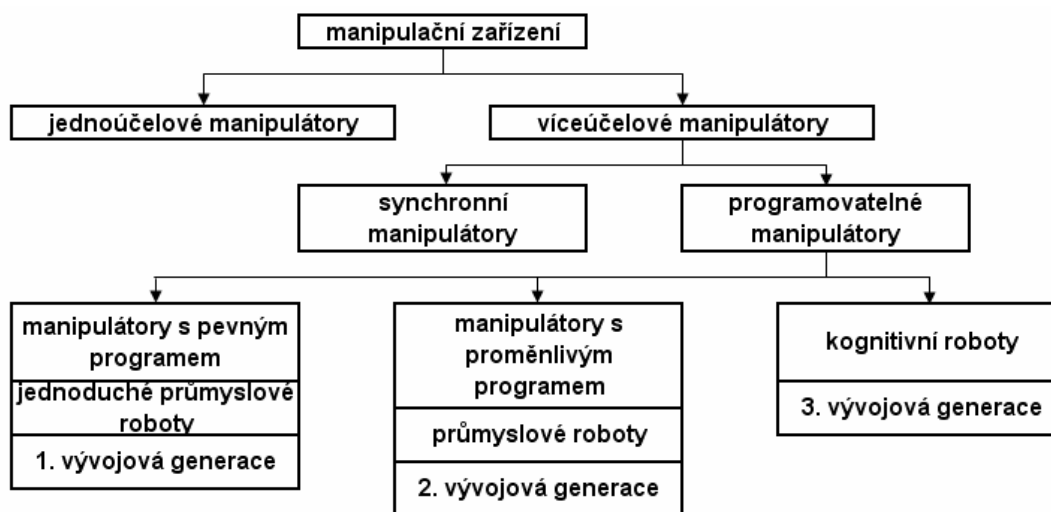 manipulační zařízení
jednoúčelové manipulátory
víceúčelové manipulátory
synchronní
manipulátory
programovatelné
manipulátory
manipulátory s pevným
programem
jednoduché průmyslové
roboty
1. vývojová generace
manipulátory s
proměnlivým
programem
průmyslové roboty
2. vývojová generace
kognitivní roboty
3. vývojová generace